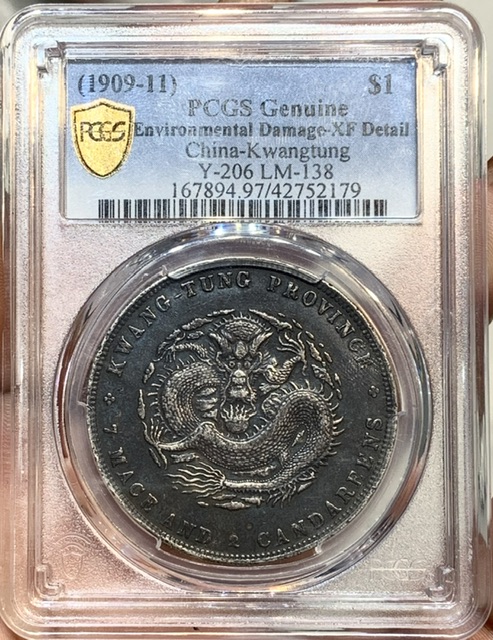 (1909-11) $1
PCGS Genuine
PCGS Environmental Damage-XF Detail
China-Kwangtung
Y-206 LM-138
167894.97/42752179
KWANG-TUNG PROVINCE
7 MACE AND 2 CANDAREENS